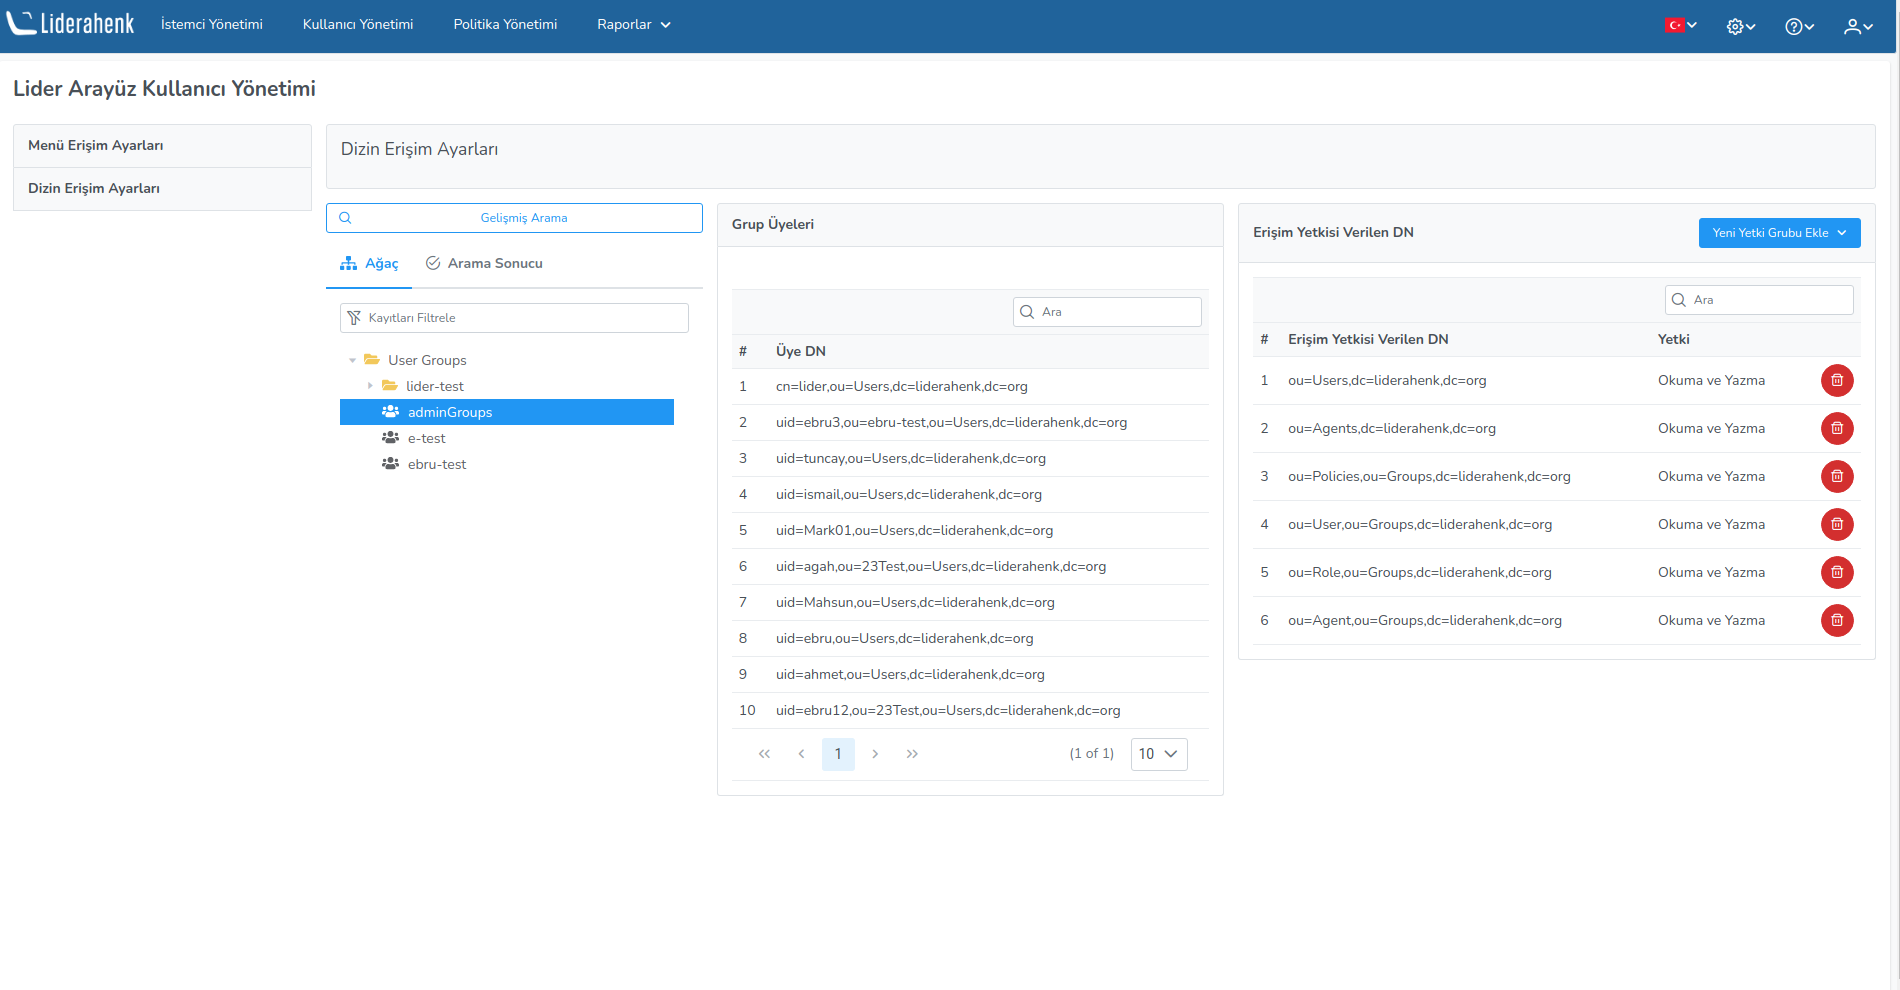 Liderahenk
İstemci Yönetimi
Kullanıcı Yönetimi
Politika Yönetimi
Raporlar
Lider Arayüz Kullanıcı Yönetimi
Menü Erişim Ayarları
Dizin Erişim Ayarları
Dizin Erişim Ayarları
Gelişmiş Arama
Ağaç
Arama Sonucu
Kayıtları Filtrele
User Groups
lider-test
adminGroups
e-test
ebru-test
Grup Üyeleri
Ara
# Üye DN
1 cn=lider,ou=Users,dc=liderahenk,dc=org
2 uid=ebru3,ou=ebru-test,ou=Users,dc=liderahenk,dc=org
3 uid=tuncay,ou=Users,dc=liderahenk,dc=org
4 uid=ismail,ou=Users,dc=liderahenk,dc=org
5 uid=Mark01,ou=Users,dc=liderahenk,dc=org
6 uid=agah,ou=23Test,ou=Users,dc=liderahenk,dc=org
7 uid=Mahsun,ou=Users,dc=liderahenk,dc=org
8 uid=ebru,ou=Users,dc=liderahenk,dc=org
9 uid=ahmet,ou=Users,dc=liderahenk,dc=org
10 uid=ebru12,ou=23Test,ou=Users,dc=liderahenk,dc=org
1 (1 of 1) 10
Erişim Yetkisi Verilen DN
Yeni Yetki Grubu Ekle
Ara
# Erişim Yetkisi Verilen DN Yetki
1 ou=Users,dc=liderahenk,dc=org Okuma ve Yazma
2 ou=Agents,dc=liderahenk,dc=org Okuma ve Yazma
3 ou=Policies,ou=Groups,dc=liderahenk,dc=org Okuma ve Yazma
4 ou=User,ou=Groups,dc=liderahenk,dc=org Okuma ve Yazma
5 ou=Role,ou=Groups,dc=liderahenk,dc=org Okuma ve Yazma
6 ou=Agent,ou=Groups,dc=liderahenk,dc=org Okuma ve Yazma